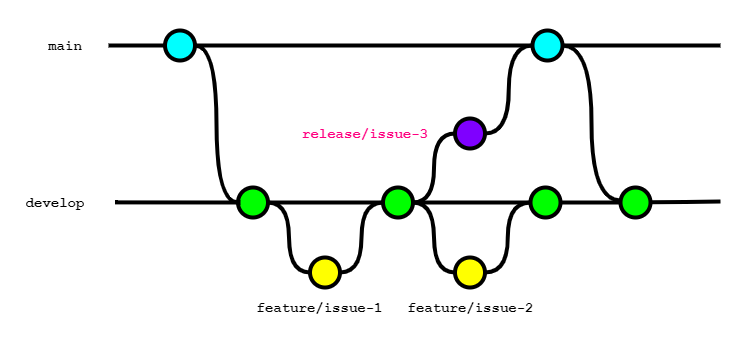 main
release/issue-3
develop
feature/issue-1
feature/issue-2